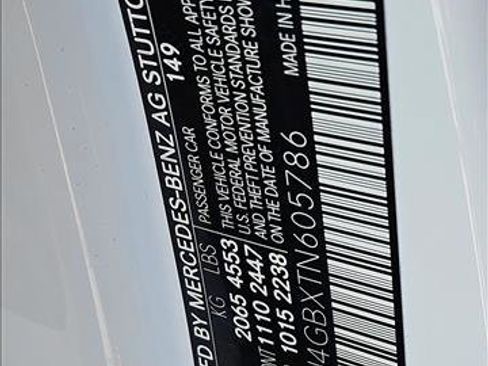 FD BY MERCEDES-BENZ AG STUTTG
149
KG LBS PASSENGER CAR
2065 4553 THIS VEHICLE CONFORMS TO ALL APP
U.S. FEDERAL MOTOR VEHICLE SAFETY
NT 1110 2447 AND THEFT PREVENTION STANDARDS
1015 2238 ON THE DATE OF MANUFACTURE SHOW
MADE IN H
4GBXTN605786